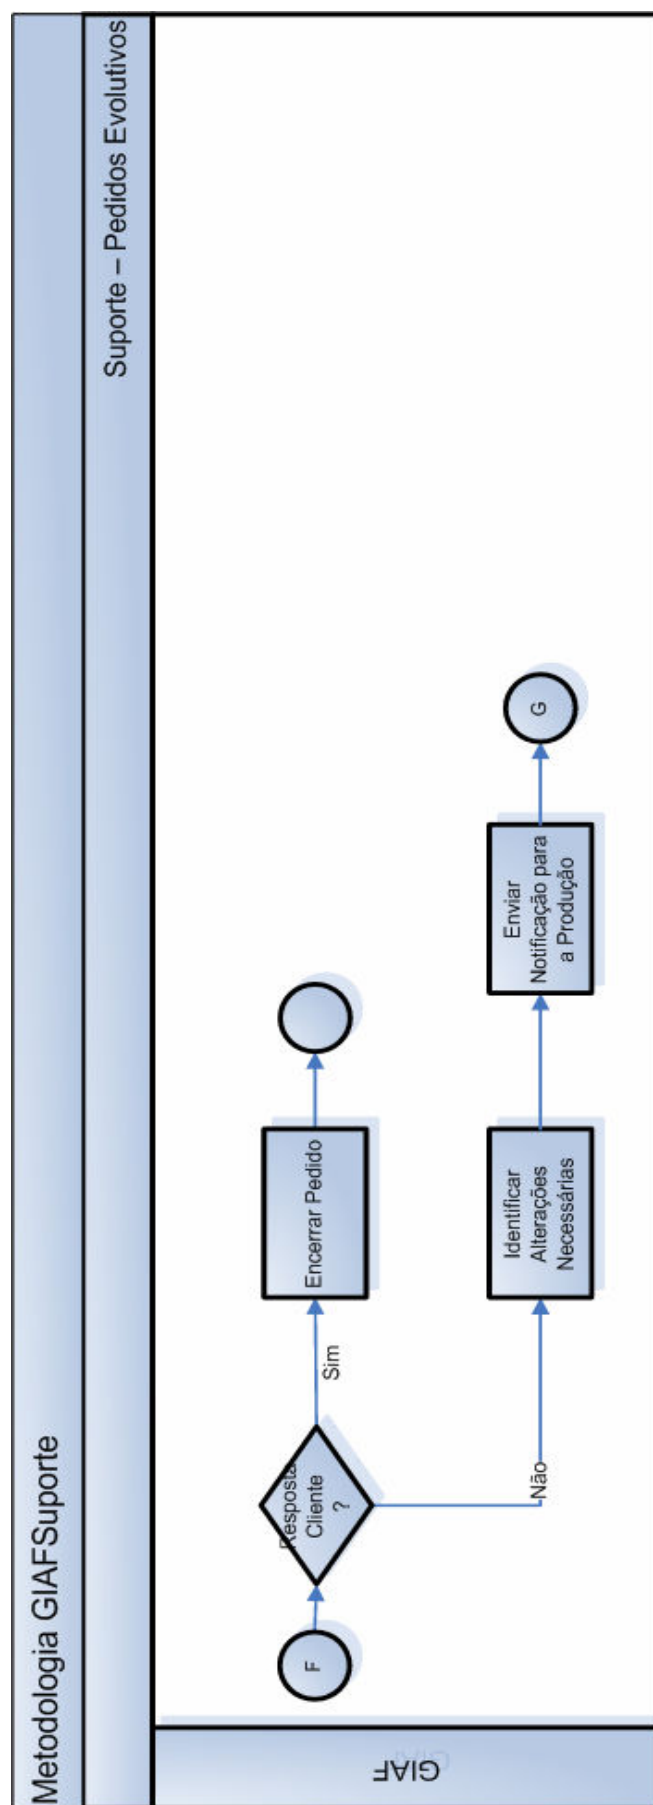 Metodologia GIAFSuporte
Suporte – Pedidos Evolutivos
GIAF
F
Resposta
Cliente
?
Sim
Encerrar Pedido
Não
Identificar
Alterações
Necessárias
Enviar
Notificação para
a Produção
G